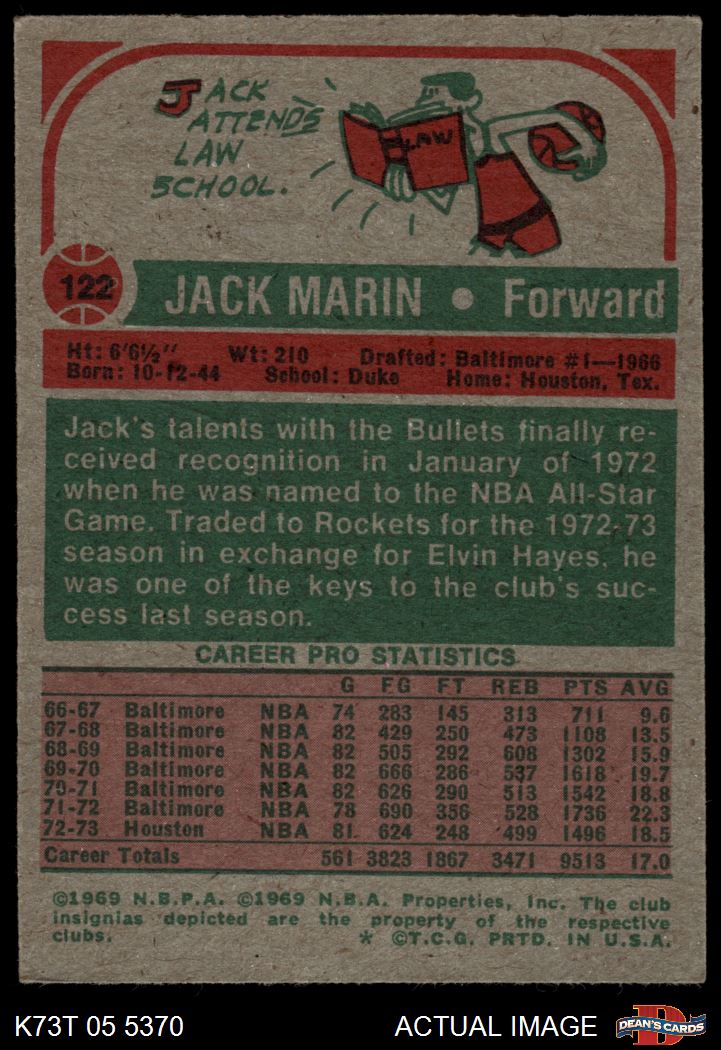 JACK
ATTENDS
LAW
SCHOOL.
LAW
122
JACK MARIN • Forward
Ht: 6'6½" Wt: 210 Drafted: Baltimore #1—1966
Born: 10-12-44 School: Duke Home: Houston, Tex.
Jack's talents with the Bullets finally re-
ceived recognition in January of 1972
when he was named to the NBA All-Star
Game. Traded to Rockets for the 1972-73
season in exchange for Elvin Hayes, he
was one of the keys to the club's suc-
cess last season.
CAREER PRO STATISTICS
G FG FT REB PTS AVG
66-67 Baltimore NBA 74 283 145 313 711 9.6
67-68 Baltimore NBA 82 429 250 473 1108 13.5
68-69 Baltimore NBA 82 505 292 608 1302 15.9
69-70 Baltimore NBA 82 666 286 537 1618 19.7
70-71 Baltimore NBA 82 626 290 513 1542 18.8
71-72 Baltimore NBA 78 690 356 528 1736 22.3
72-73 Houston NBA 81 624 248 499 1496 18.5
Career Totals 561 3823 1867 3471 9513 17.0
©1969 N.B.P.A. ©1969 N.B.A. Properties, Inc. The club
insignias depicted are the property of the respective
clubs. * ©T.C.G. PRTD. IN U.S.A.
K73T 05 5370 ACTUAL IMAGE D DEAN'S CARDS